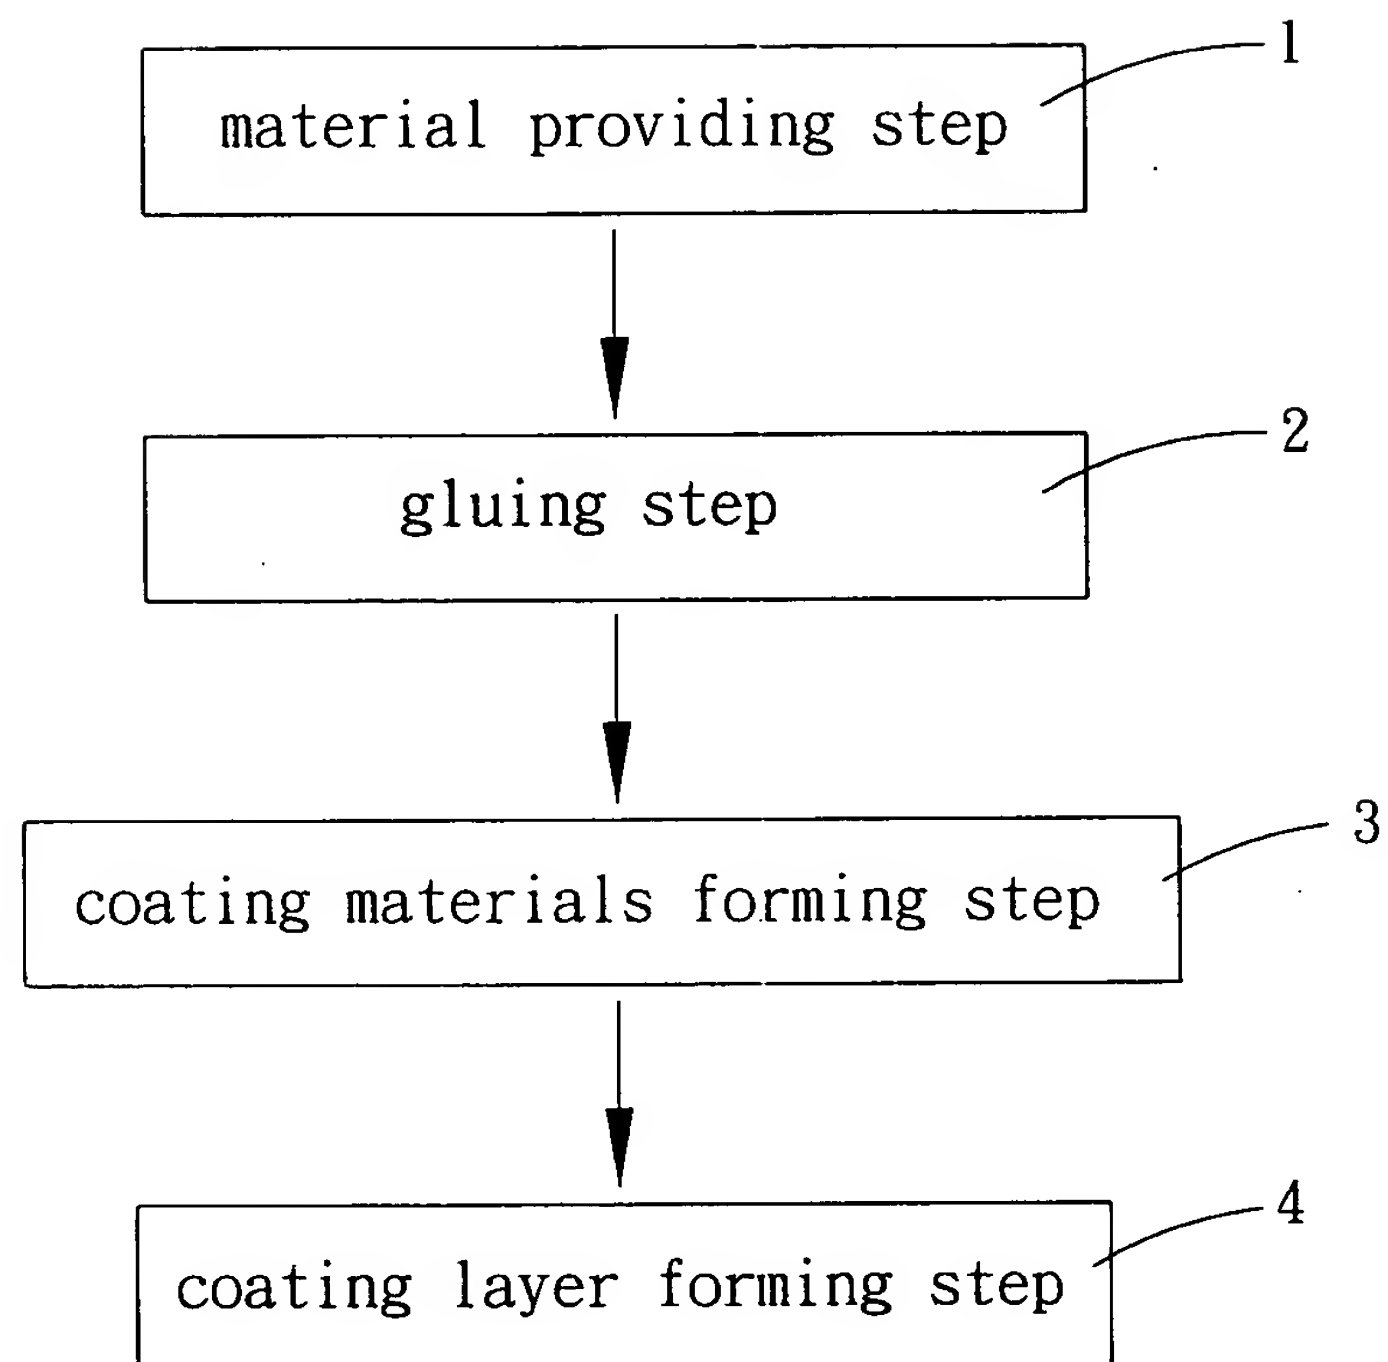 1
material providing step
2
gluing step
3
coating materials forming step
4
coating layer forming step